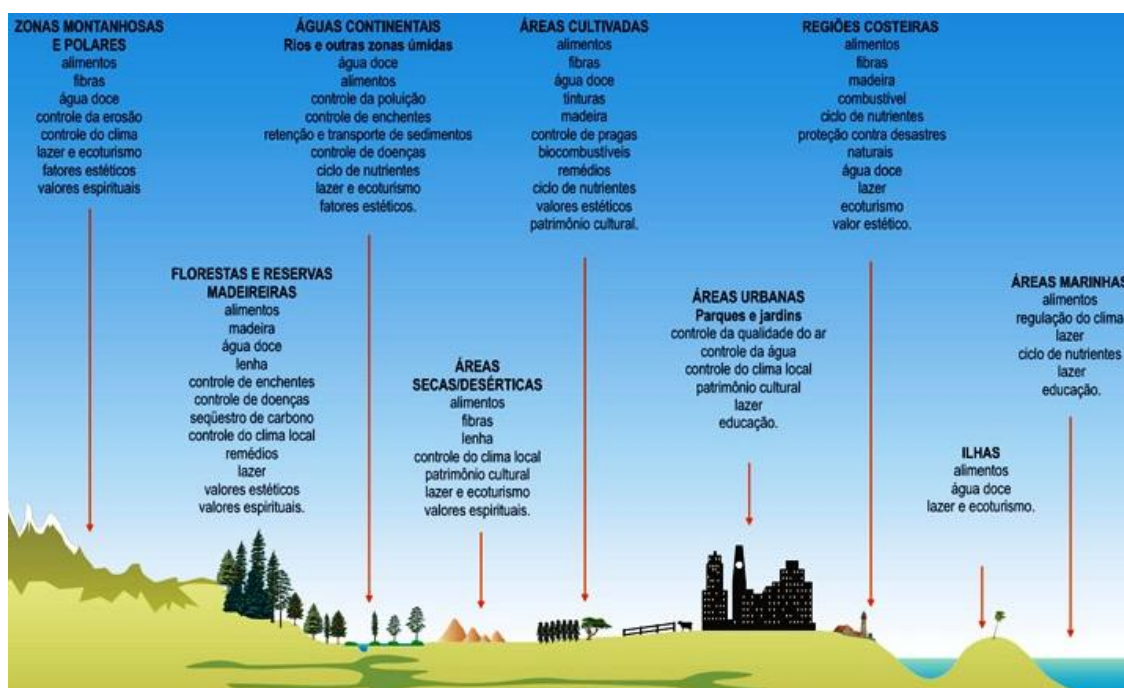 ZONAS MONTANHOSAS
E POLARES
alimentos
fibras
água doce
controle da erosão
controle do clima
lazer e ecoturismo
fatores estéticos
valores espirituais
ÁGUAS CONTINENTAIS
Rios e outras zonas úmidas
água doce
alimentos
controle da poluição
controle de enchentes
retenção e transporte de sedimentos
controle de doenças
ciclo de nutrientes
lazer e ecoturismo
fatores estéticos.
ÁREAS CULTIVADAS
alimentos
fibras
água doce
tinturas
madeira
controle de pragas
biocombustíveis
remédios
ciclo de nutrientes
valores estéticos
patrimônio cultural.
REGIÕES COSTEIRAS
alimentos
fibras
madeira
combustível
ciclo de nutrientes
proteção contra desastres
naturais
água doce
lazer
ecoturismo
valor estético.
FLORESTAS E RESERVAS
MADEIREIRAS
alimentos
madeira
água doce
lenha
controle de enchentes
controle de doenças
seqüestro de carbono
controle do clima local
remédios
lazer
valores estéticos
valores espirituais.
ÁREAS
SECAS/DESÉRTICAS
alimentos
fibras
lenha
controle do clima local
patrimônio cultural
lazer e ecoturismo
valores espirituais.
ÁREAS URBANAS
Parques e jardins
controle da qualidade do ar
controle da água
controle do clima local
patrimônio cultural
lazer
educação.
ÁREAS MARINHAS
alimentos
regulação do clima
lazer
ciclo de nutrientes
lazer
educação.
ILHAS
alimentos
água doce
lazer e ecoturismo.